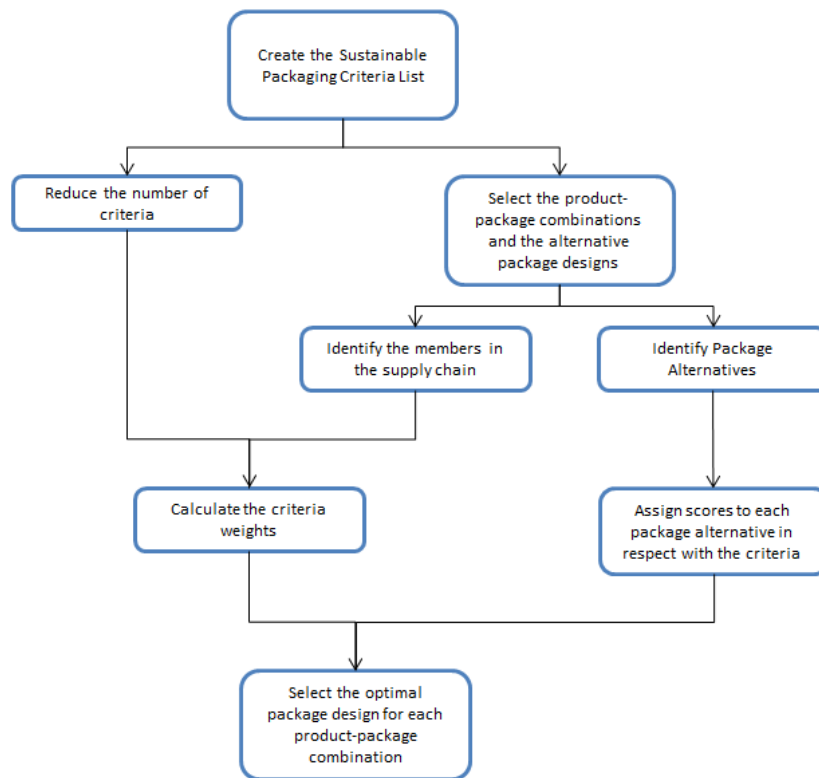 Create the Sustainable
Packaging Criteria List
Reduce the number of
criteria
Select the product-
package combinations
and the alternative
package designs
Identify the members in
the supply chain
Identify Package
Alternatives
Calculate the criteria
weights
Assign scores to each
package alternative in
respect with the criteria
Select the optimal
package design for each
product-package
combination